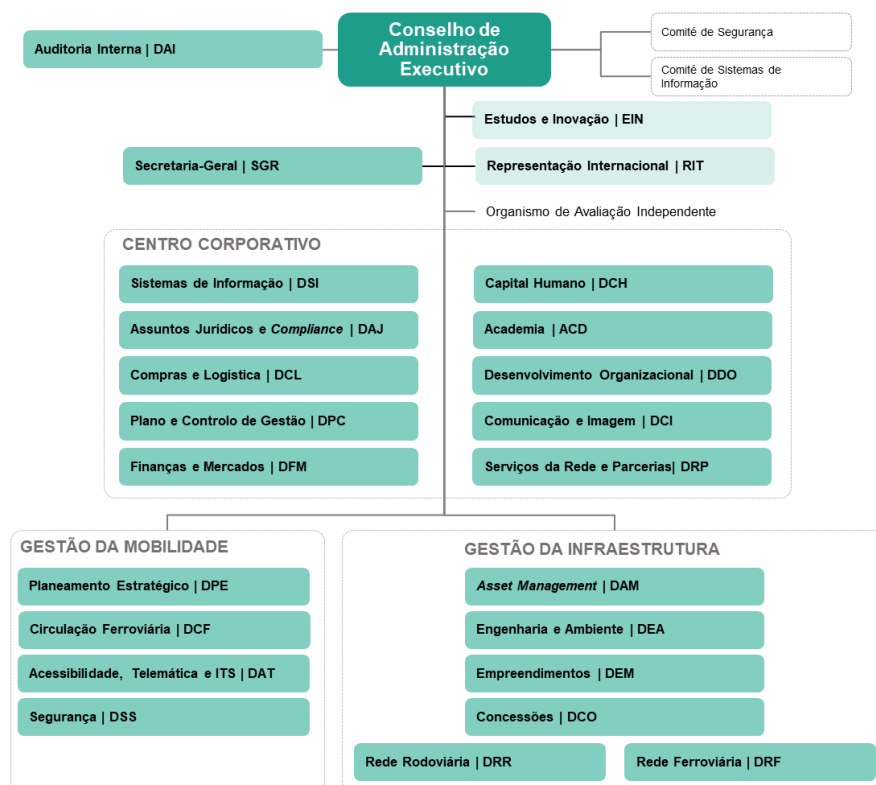 Conselho de
Administração
Executivo
Auditoria Interna | DAI
Comité de Segurança
Comité de Sistemas de
Informação
Estudos e Inovação | EIN
Secretaria-Geral | SGR
Representação Internacional | RIT
Organismo de Avaliação Independente
CENTRO CORPORATIVO
Sistemas de Informação | DSI
Capital Humano | DCH
Assuntos Jurídicos e Compliance | DAJ
Academia | ACD
Compras e Logística | DCL
Desenvolvimento Organizacional | DDO
Plano e Controlo de Gestão | DPC
Comunicação e Imagem | DCI
Finanças e Mercados | DFM
Serviços da Rede e Parcerias| DRP
GESTÃO DA MOBILIDADE
Planeamento Estratégico | DPE
Circulação Ferroviária | DCF
Acessibilidade, Telemática e ITS | DAT
Segurança | DSS
GESTÃO DA INFRAESTRUTURA
Asset Management | DAM
Engenharia e Ambiente | DEA
Empreendimentos | DEM
Concessões | DCO
Rede Rodoviária | DRR
Rede Ferroviária | DRF